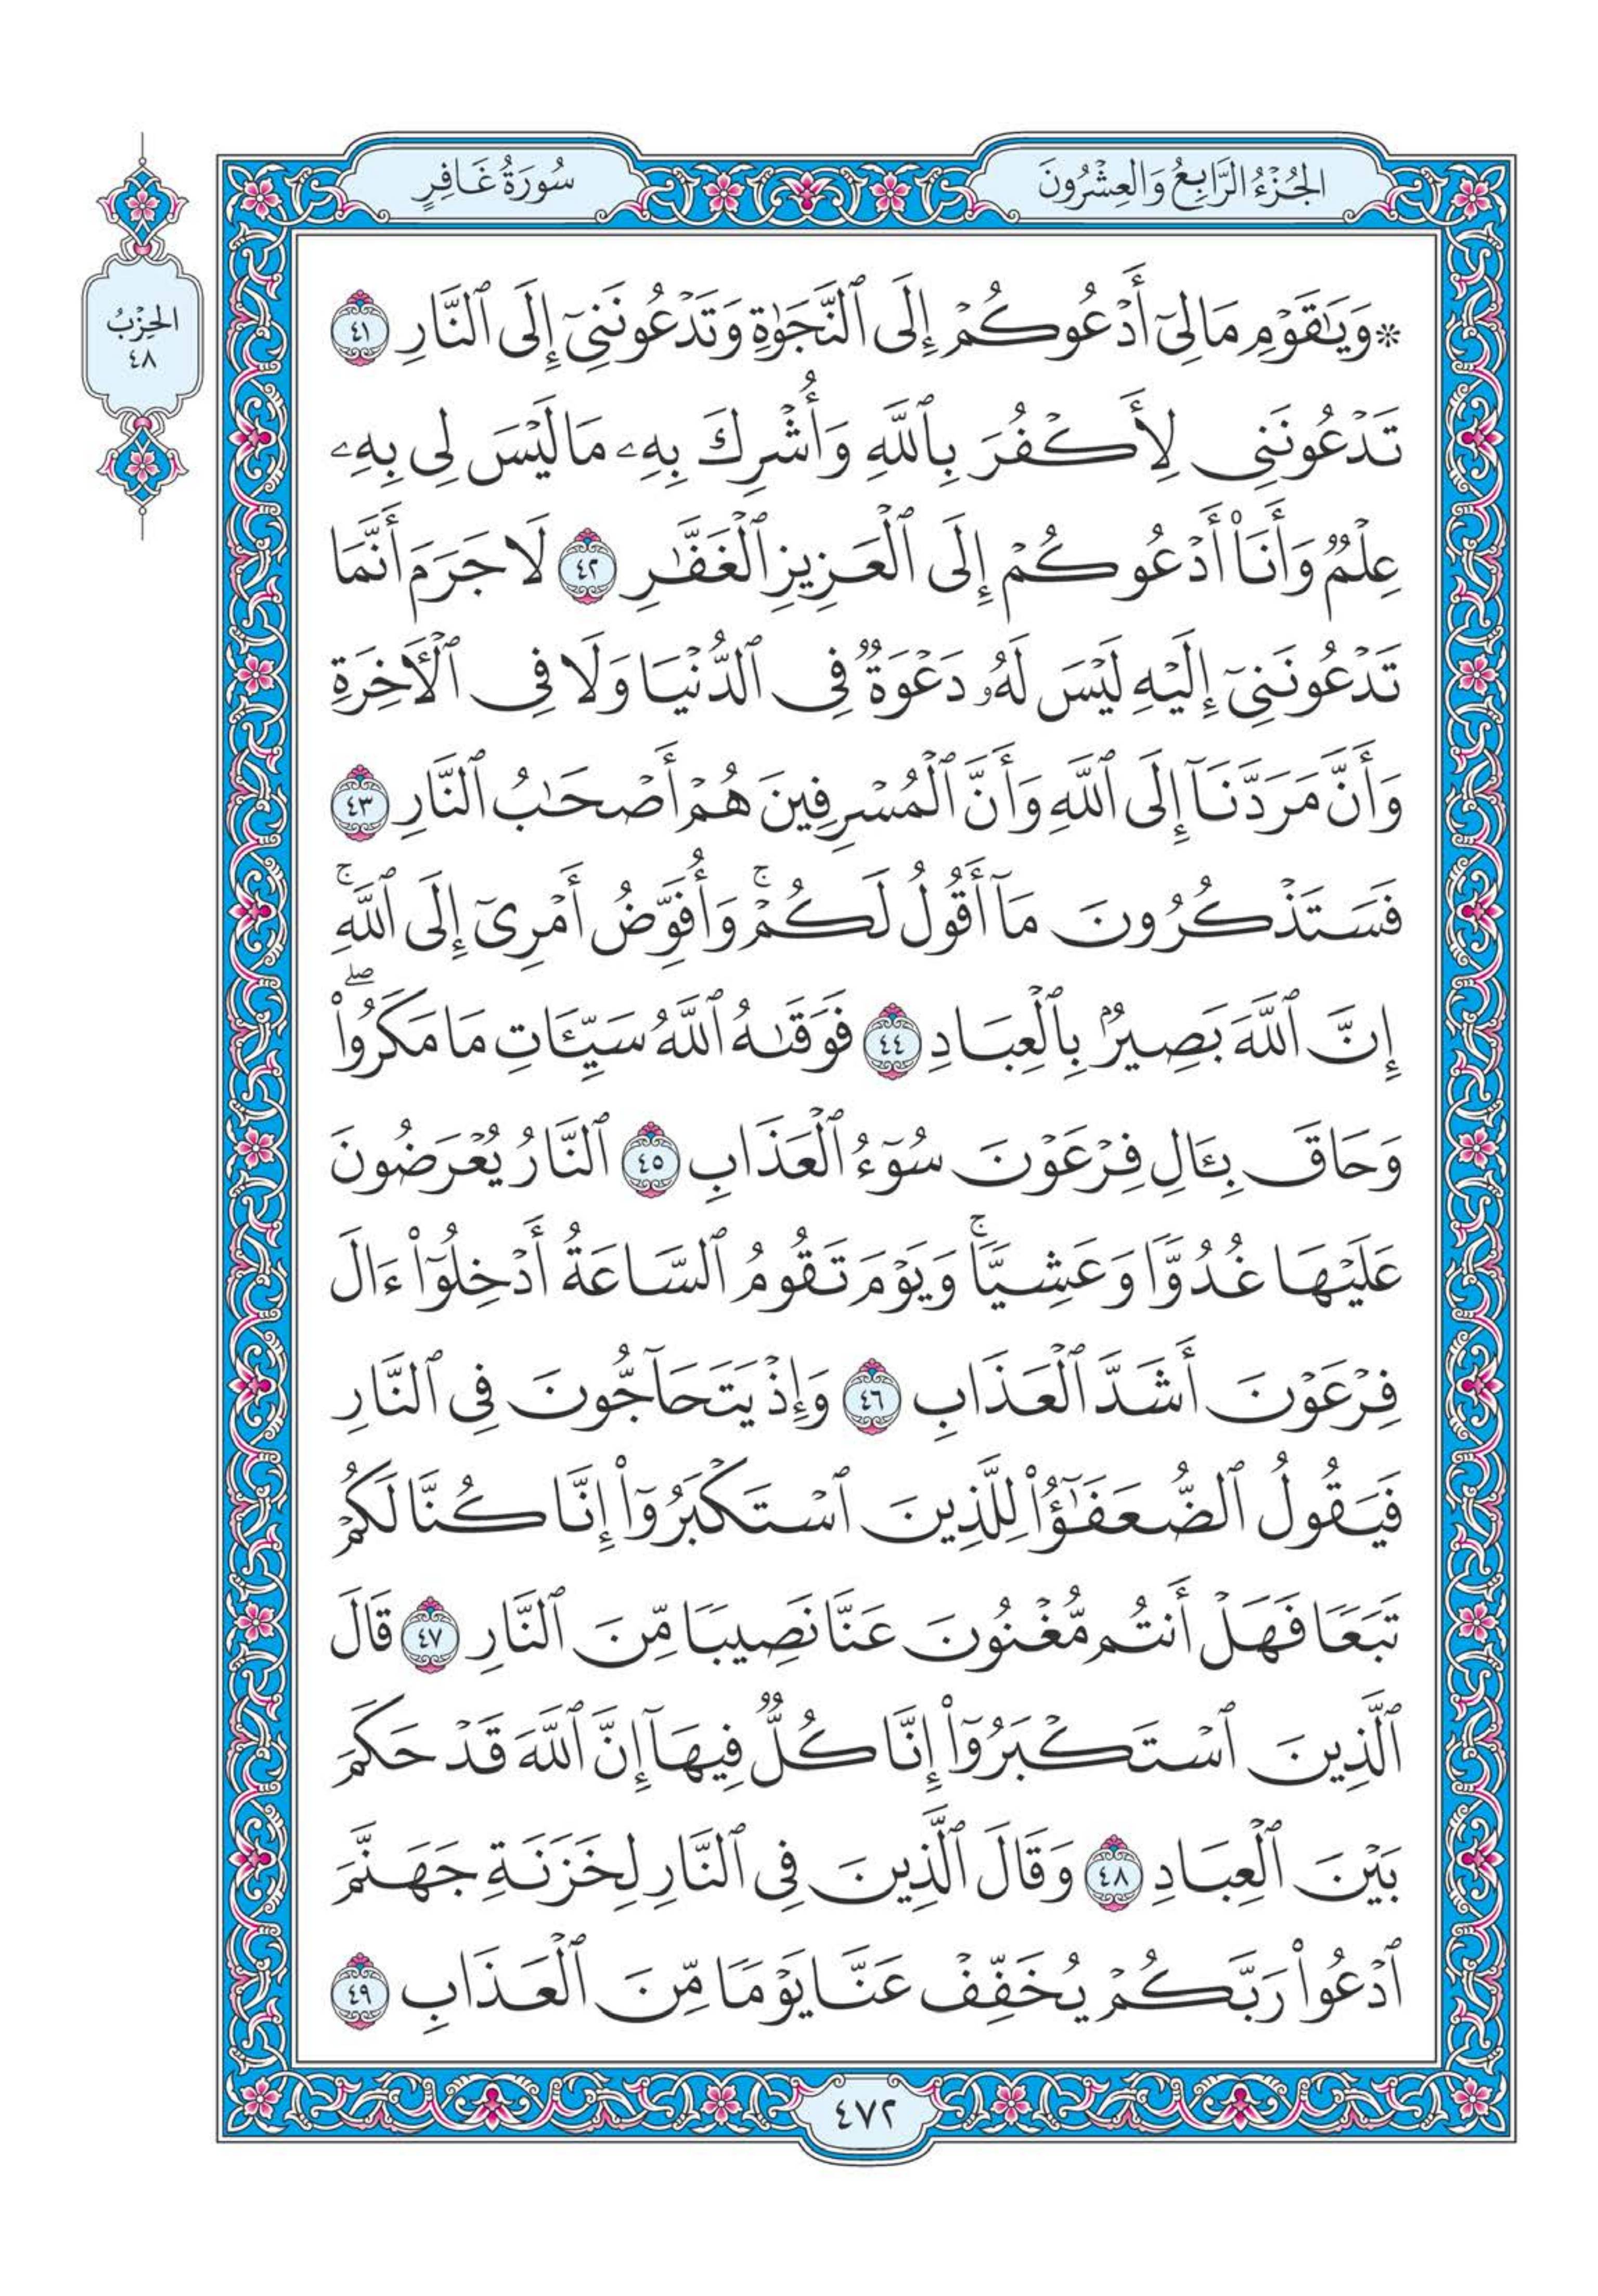 الجُزْءُ الرَّابِعُ وَالعِشْرُونَ
سُورَةُ غَافِرٍ
الحِزْبُ
٤٨
* وَيَٰقَوْمِ مَا لِىٓ أَدْعُوكُمْ إِلَى ٱلنَّجَوٰةِ وَتَدْعُونَنِىٓ إِلَى ٱلنَّارِ ٤١
تَدْعُونَنِى لِأَكْفُرَ بِٱللَّهِ وَأُشْرِكَ بِهِۦ مَا لَيْسَ لِى بِهِۦ
عِلْمٌ وَأَنَا۠ أَدْعُوكُمْ إِلَى ٱلْعَزِيزِ ٱلْغَفَّٰرِ ٤٢ لَا جَرَمَ أَنَّمَا
تَدْعُونَنِىٓ إِلَيْهِ لَيْسَ لَهُۥ دَعْوَةٌ فِى ٱلدُّنْيَا وَلَا فِى ٱلْأَخِرَةِ
وَأَنَّ مَرَدَّنَآ إِلَى ٱللَّهِ وَأَنَّ ٱلْمُسْرِفِينَ هُمْ أَصْحَٰبُ ٱلنَّارِ ٤٣
فَسَتَذْكُرُونَ مَآ أَقُولُ لَكُمْ ۚ وَأُفَوِّضُ أَمْرِىٓ إِلَى ٱللَّهِ ۚ
إِنَّ ٱللَّهَ بَصِيرٌۢ بِٱلْعِبَادِ ٤٤ فَوَقَىٰهُ ٱللَّهُ سَيِّـَٔاتِ مَا مَكَرُوا۟ ۖ
وَحَاقَ بِـَٔالِ فِرْعَوْنَ سُوٓءُ ٱلْعَذَابِ ٤٥ ٱلنَّارُ يُعْرَضُونَ
عَلَيْهَا غُدُوًّا وَعَشِيًّا ۚ وَيَوْمَ تَقُومُ ٱلسَّاعَةُ أَدْخِلُوٓا۟ ءَالَ
فِرْعَوْنَ أَشَدَّ ٱلْعَذَابِ ٤٦ وَإِذْ يَتَحَآجُّونَ فِى ٱلنَّارِ
فَيَقُولُ ٱلضُّعَفَٰٓؤُا۟ لِلَّذِينَ ٱسْتَكْبَرُوٓا۟ إِنَّا كُنَّا لَكُمْ
تَبَعًا فَهَلْ أَنتُم مُّغْنُونَ عَنَّا نَصِيبًا مِّنَ ٱلنَّارِ ٤٧ قَالَ
ٱلَّذِينَ ٱسْتَكْبَرُوٓا۟ إِنَّا كُلٌّ فِيهَآ إِنَّ ٱللَّهَ قَدْ حَكَمَ
بَيْنَ ٱلْعِبَادِ ٤٨ وَقَالَ ٱلَّذِينَ فِى ٱلنَّارِ لِخَزَنَةِ جَهَنَّمَ
ٱدْعُوا۟ رَبَّكُمْ يُخَفِّفْ عَنَّا يَوْمًا مِّنَ ٱلْعَذَابِ ٤٩
٤٧٢